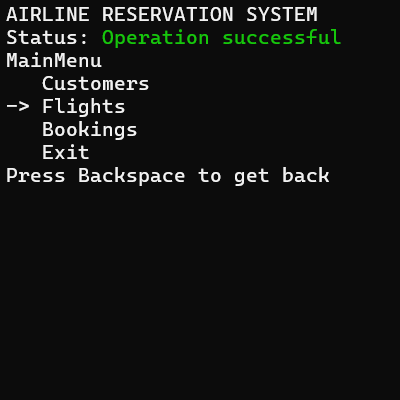 AIRLINE RESERVATION SYSTEM
Status: Operation successful
MainMenu
   Customers
-> Flights
   Bookings
   Exit
Press Backspace to get back